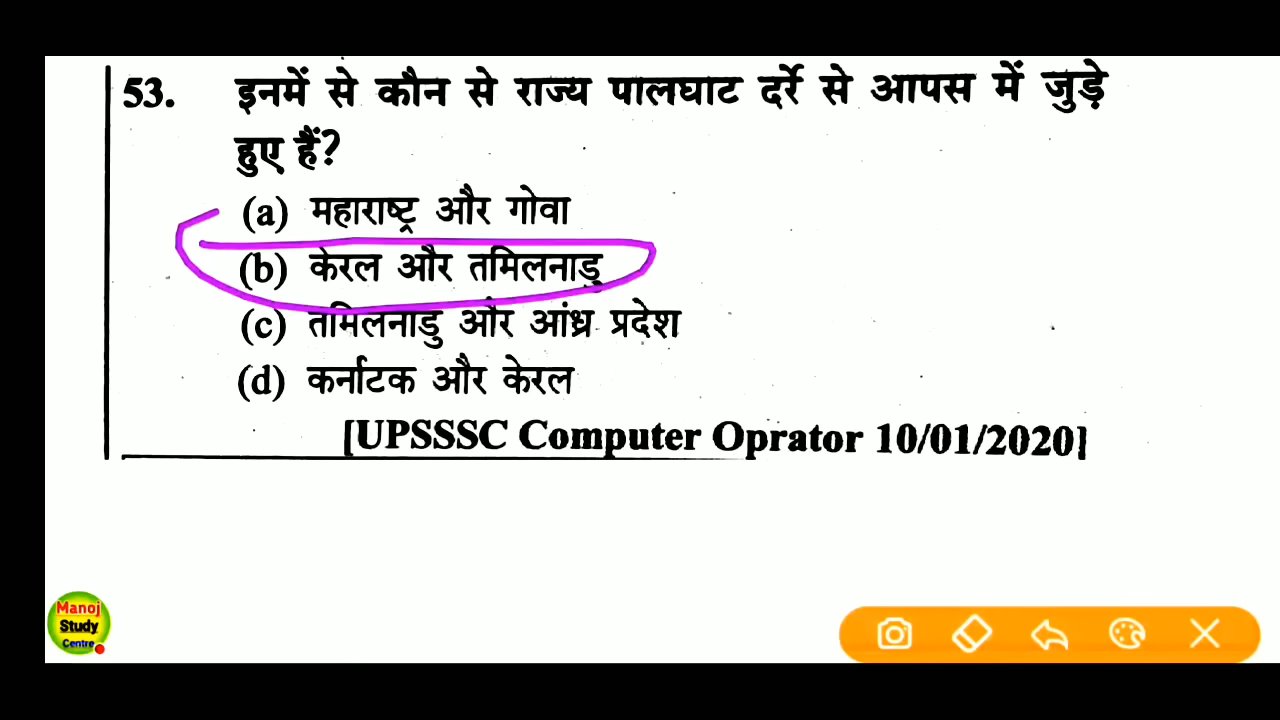 53. इनमें से कौन से राज्य पालघाट दर्रे से आपस में जुड़े
हुए हैं?
(a) महाराष्ट्र और गोवा
(b) केरल और तमिलनाडु
(c) तमिलनाडु और आंध्र प्रदेश
(d) कर्नाटक और केरल
[UPSSSC Computer Oprator 10/01/2020]
Manoj
Study
Centre